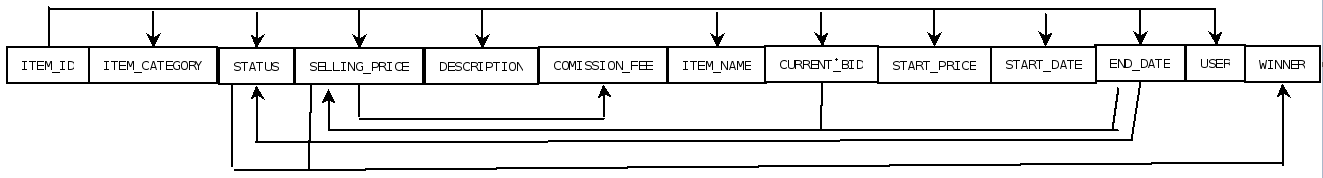 ITEM_ID ITEM_CATEGORY STATUS SELLING_PRICE DESCRIPTION COMISSION_FEE ITEM_NAME CURRENT_BID START_PRICE START_DATE END_DATE USER WINNER